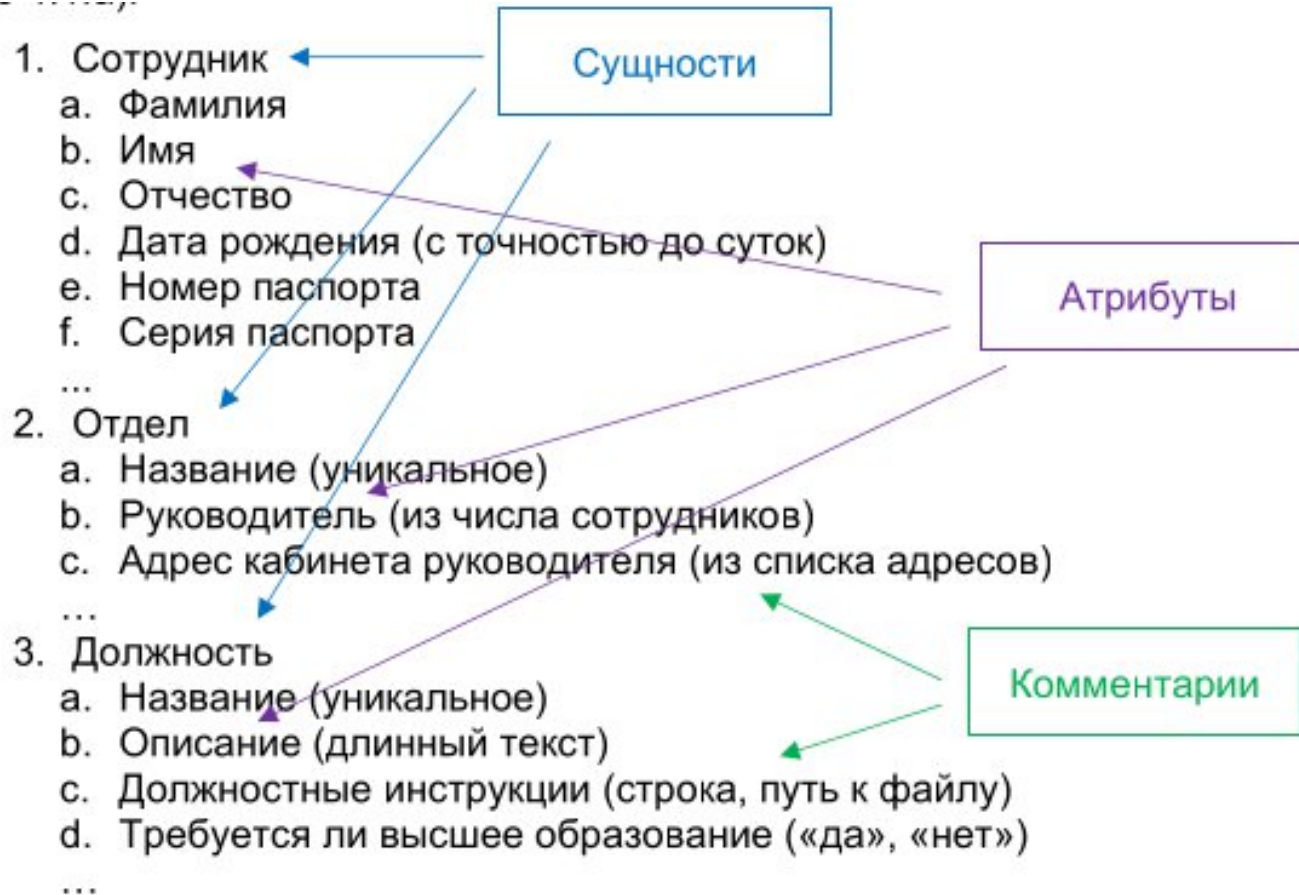 1. Сотрудник
Сущности
a. Фамилия
b. Имя
c. Отчество
d. Дата рождения (с точностью до суток)
e. Номер паспорта
Атрибуты
f. Серия паспорта
...
2. Отдел
a. Название (уникальное)
b. Руководитель (из числа сотрудников)
c. Адрес кабинета руководителя (из списка адресов)
...
3. Должность
Комментарии
a. Название (уникальное)
b. Описание (длинный текст)
c. Должностные инструкции (строка, путь к файлу)
d. Требуется ли высшее образование («да», «нет»)
...